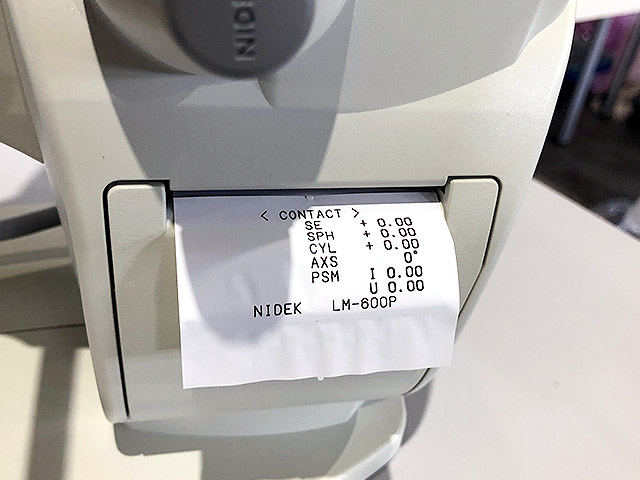 NIDEK
< CONTACT >
SE + 0.00
SPH + 0.00
CYL + 0.00
AXS 0°
PSM I 0.00
U 0.00
NIDEK LM-600P